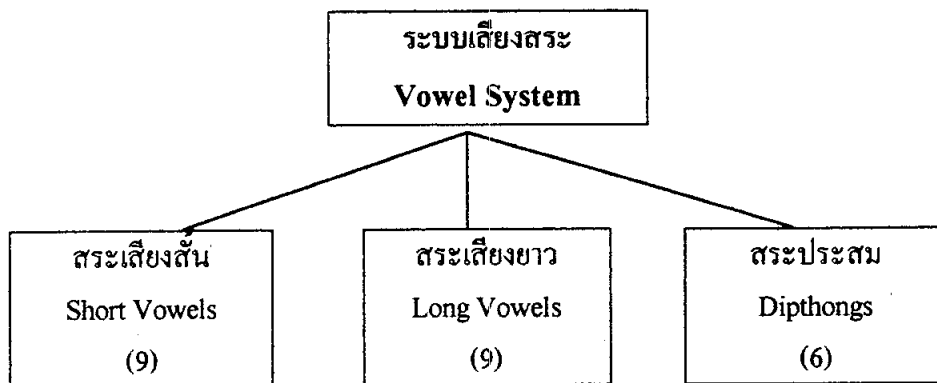 ระบบเสียงสระ
Vowel System
สระเสียงสั้น
Short Vowels
(9)
สระเสียงยาว
Long Vowels
(9)
สระประสม
Dipthongs
(6)